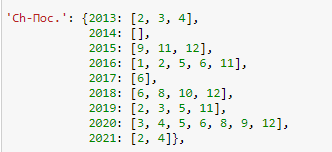 'Ch-Пос.': {2013: [2, 3, 4],
2014: [],
2015: [9, 11, 12],
2016: [1, 2, 5, 6, 11],
2017: [6],
2018: [6, 8, 10, 12],
2019: [2, 3, 5, 11],
2020: [3, 4, 5, 6, 8, 9, 12],
2021: [2, 4]},